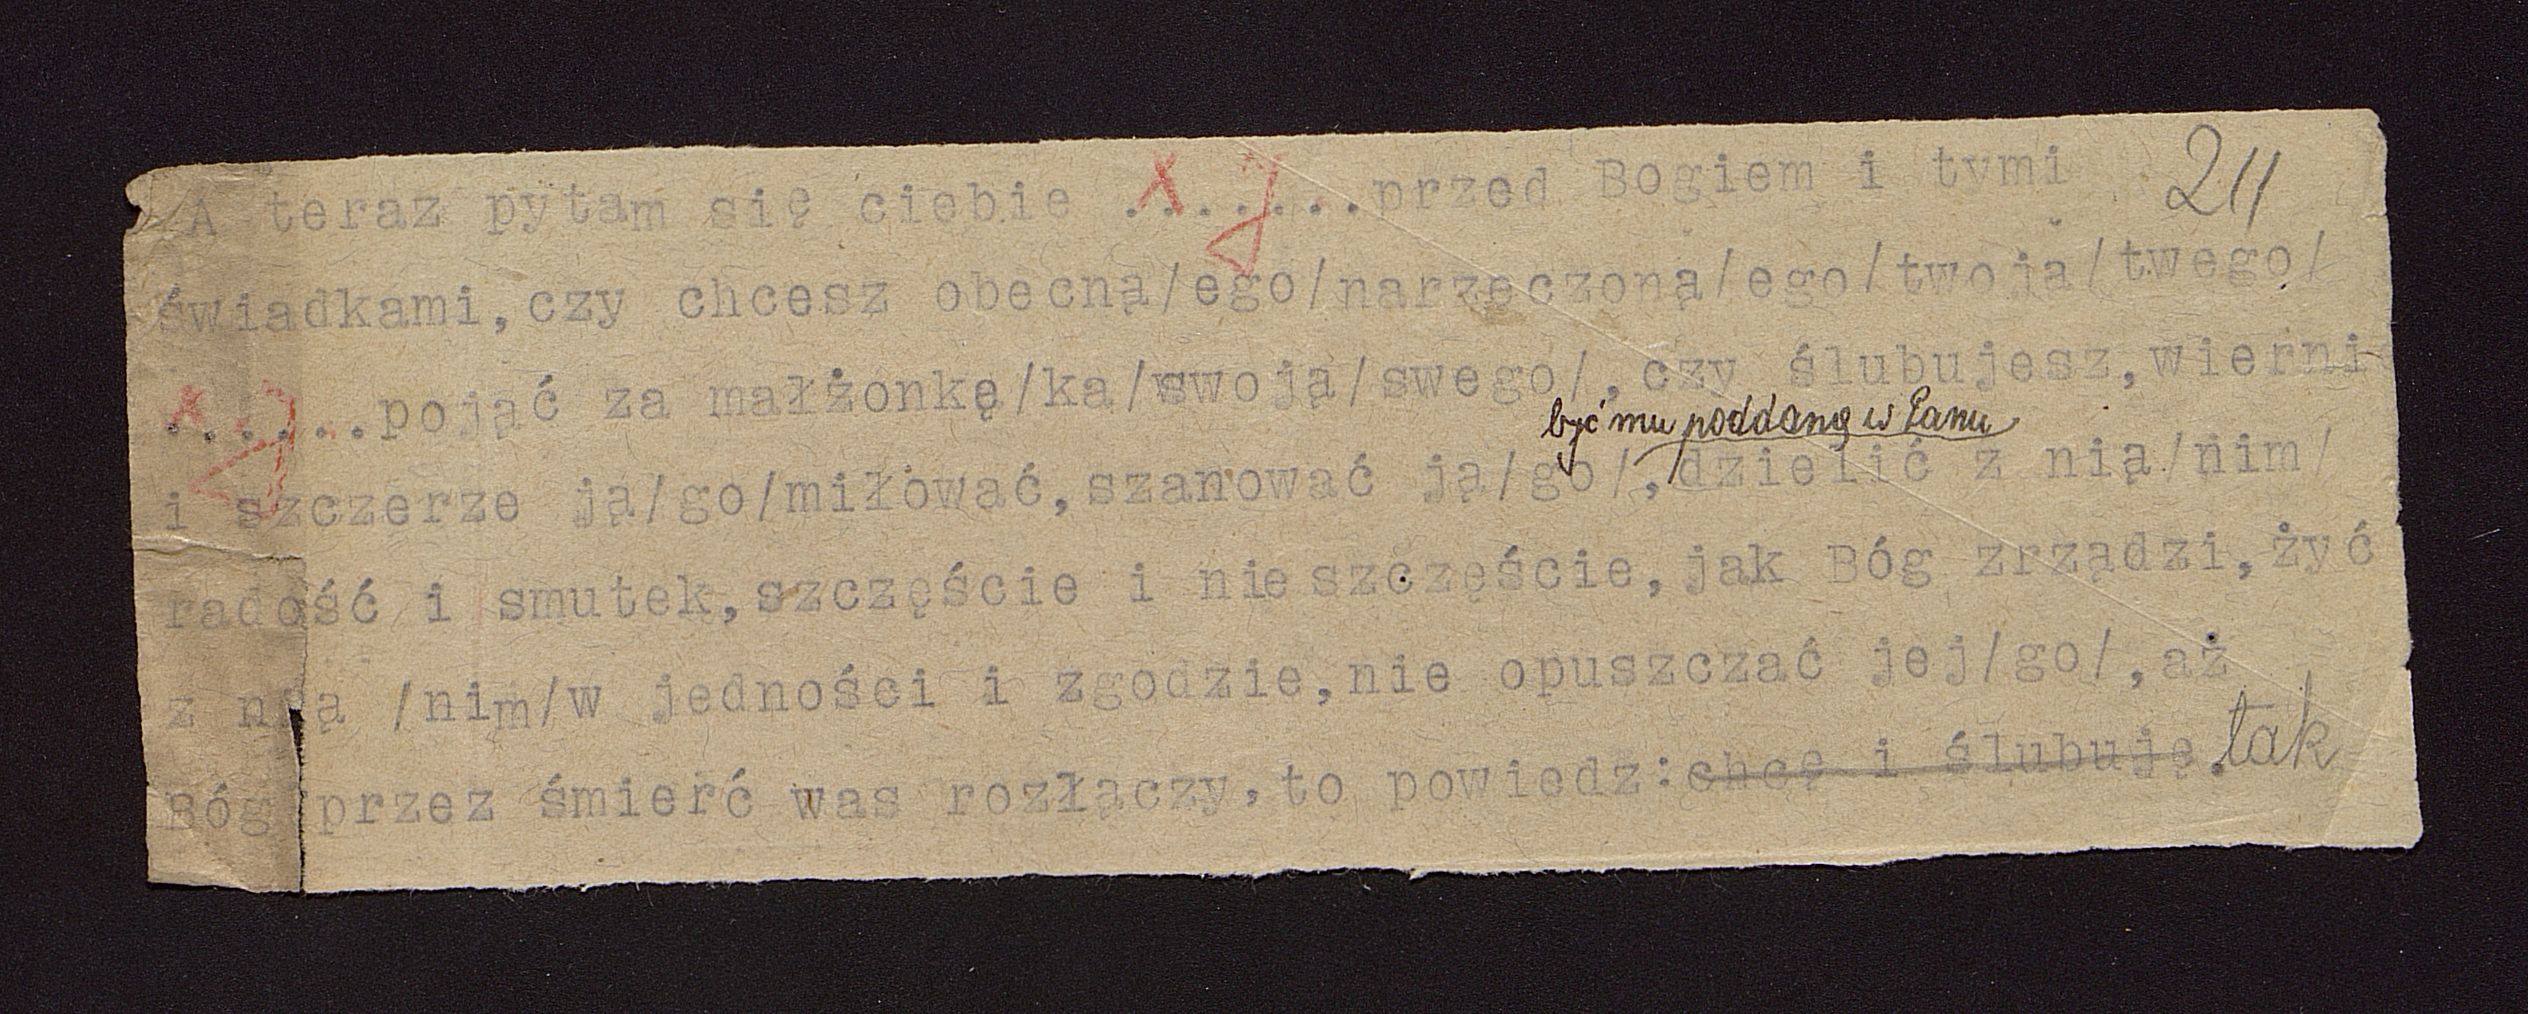 A teraz pytam się ciebie .......przed Bogiem i tymi 24
świadkami,czy chcesz obecną/ego/narzeczoną/ego/twoją/twego/
......pojąć za małżonkę/ka/swoją/swego/,czy ślubujesz,wierni
być mu poddaną w Panu
i szczerze ją/go/miłować,szanować ją/go/,dzielić z nią/nim/
radość i smutek,szczęście i nieszczęście,jak Bóg zrządzi,żyć
z nią /nim/w jedności i zgodzie,nie opuszczać jej/go/,aż
Bóg przez śmierć was rozłączy,to powiedz:chcę i ślubuję.tak